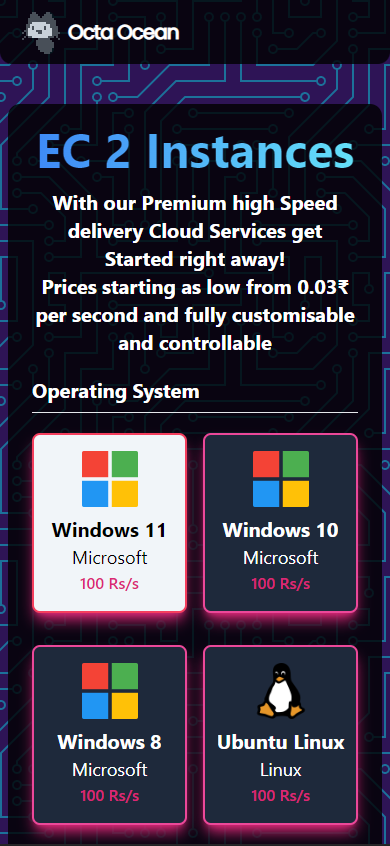 Octa Ocean
EC 2 Instances
With our Premium high Speed
delivery Cloud Services get
Started right away!
Prices starting as low from 0.03₹
per second and fully customisable
and controllable
Operating System
Windows 11
Microsoft
100 Rs/s
Windows 10
Microsoft
100 Rs/s
Windows 8
Microsoft
100 Rs/s
Ubuntu Linux
Linux
100 Rs/s